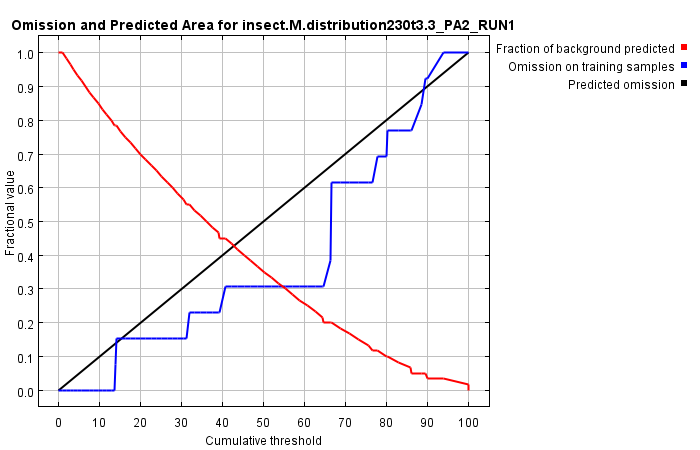 Omission and Predicted Area for insect.M.distribution230t3.3_PA2_RUN1
Fraction of background predicted
Omission on training samples
Predicted omission
Fractional value
1.0
0.9
0.8
0.7
0.6
0.5
0.4
0.3
0.2
0.1
0.0
0 10 20 30 40 50 60 70 80 90 100
Cumulative threshold